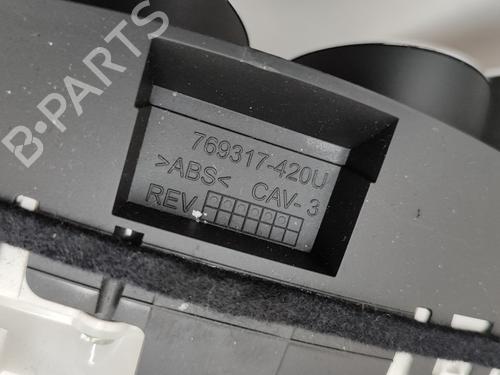 B-PARTS
769317-420U
>ABS< CAV-3
REV